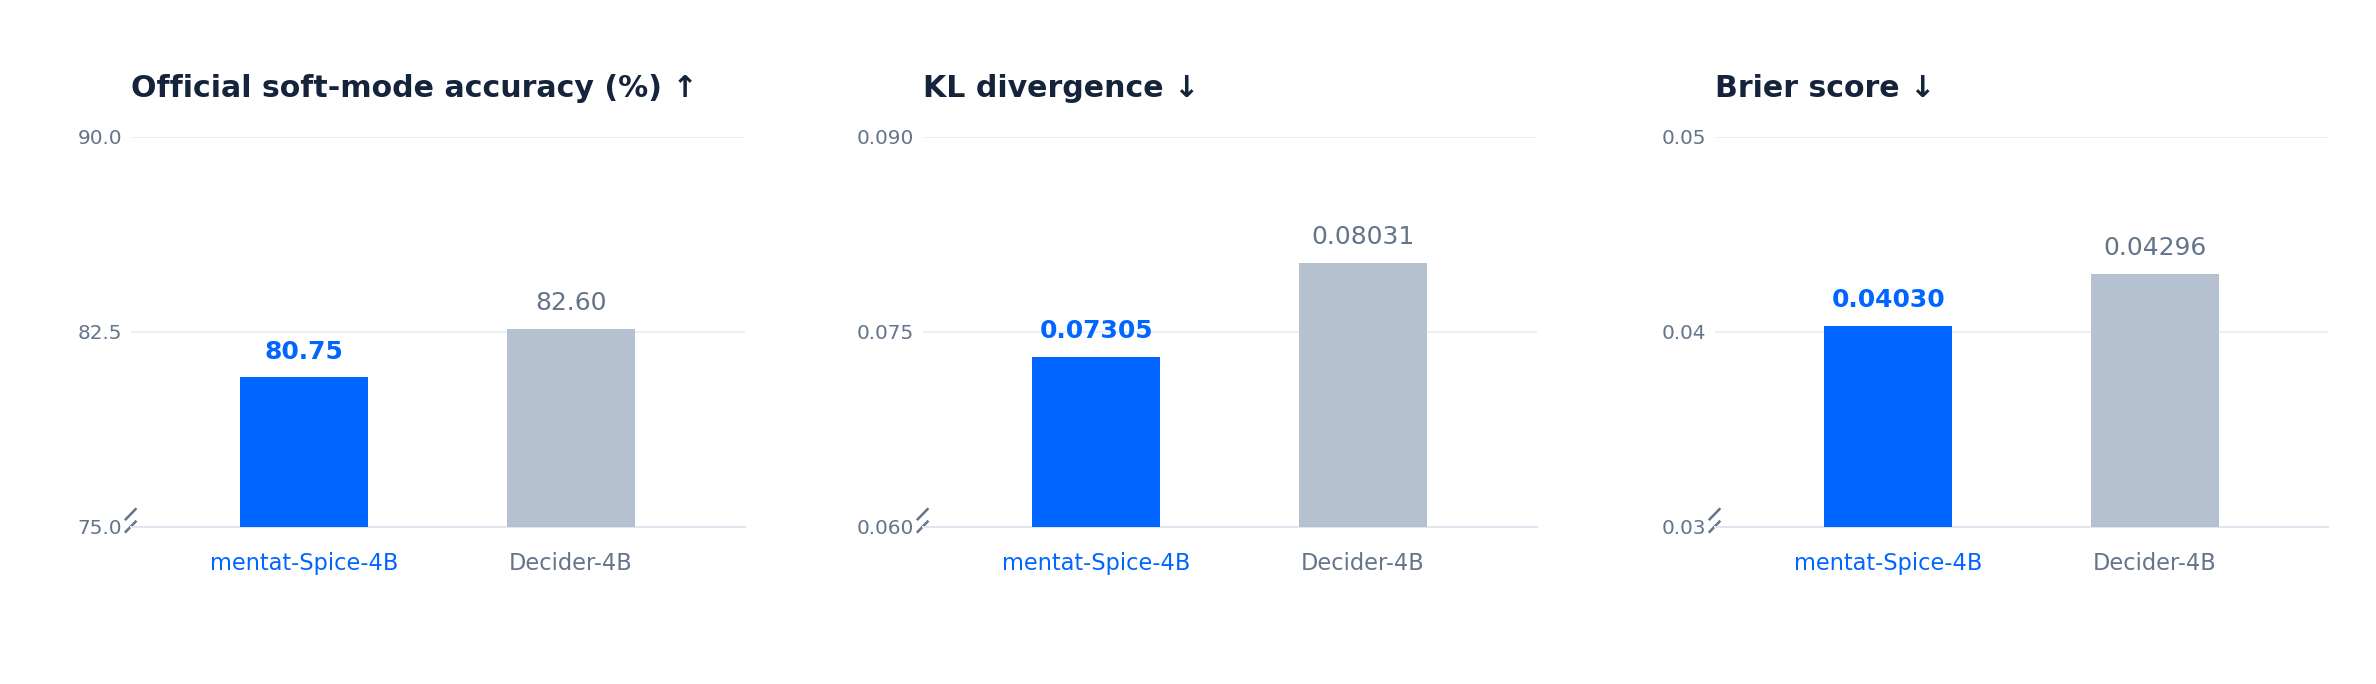 Official soft-mode accuracy (%) ↑
90.0
82.5
75.0
80.75
82.60
mentat-Spice-4B
Decider-4B
KL divergence ↓
0.090
0.075
0.060
0.07305
0.08031
mentat-Spice-4B
Decider-4B
Brier score ↓
0.05
0.04
0.03
0.04030
0.04296
mentat-Spice-4B
Decider-4B